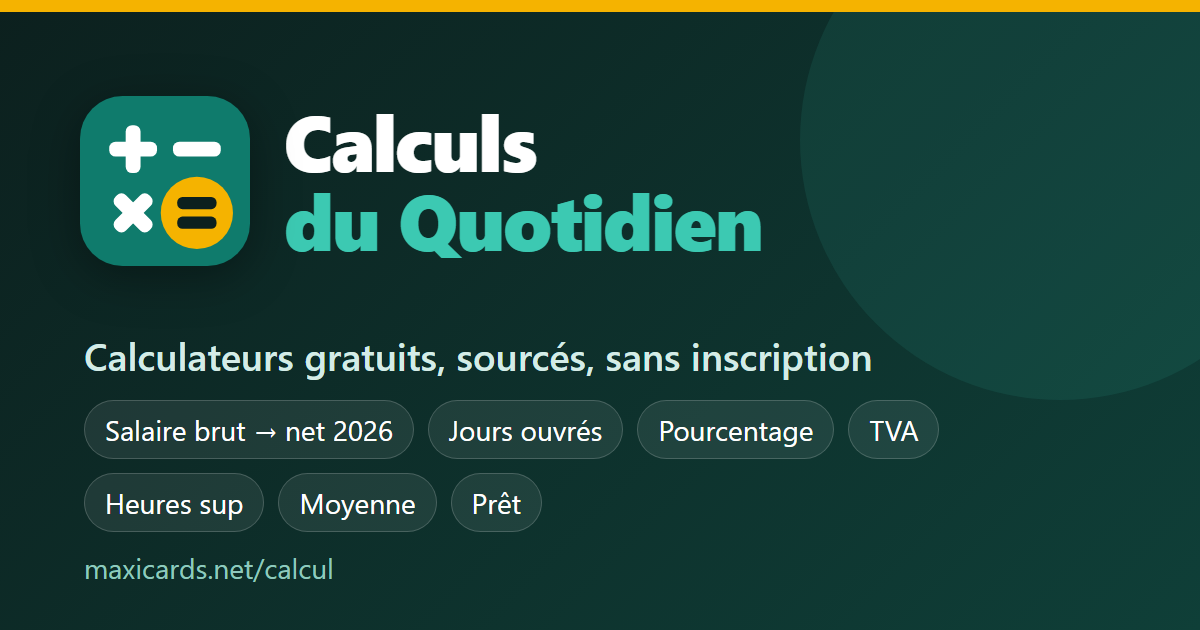 Calculs
du Quotidien
Calculateurs gratuits, sourcés, sans inscription
Salaire brut → net 2026 Jours ouvrés Pourcentage TVA
Heures sup Moyenne Prêt
maxicards.net/calcul